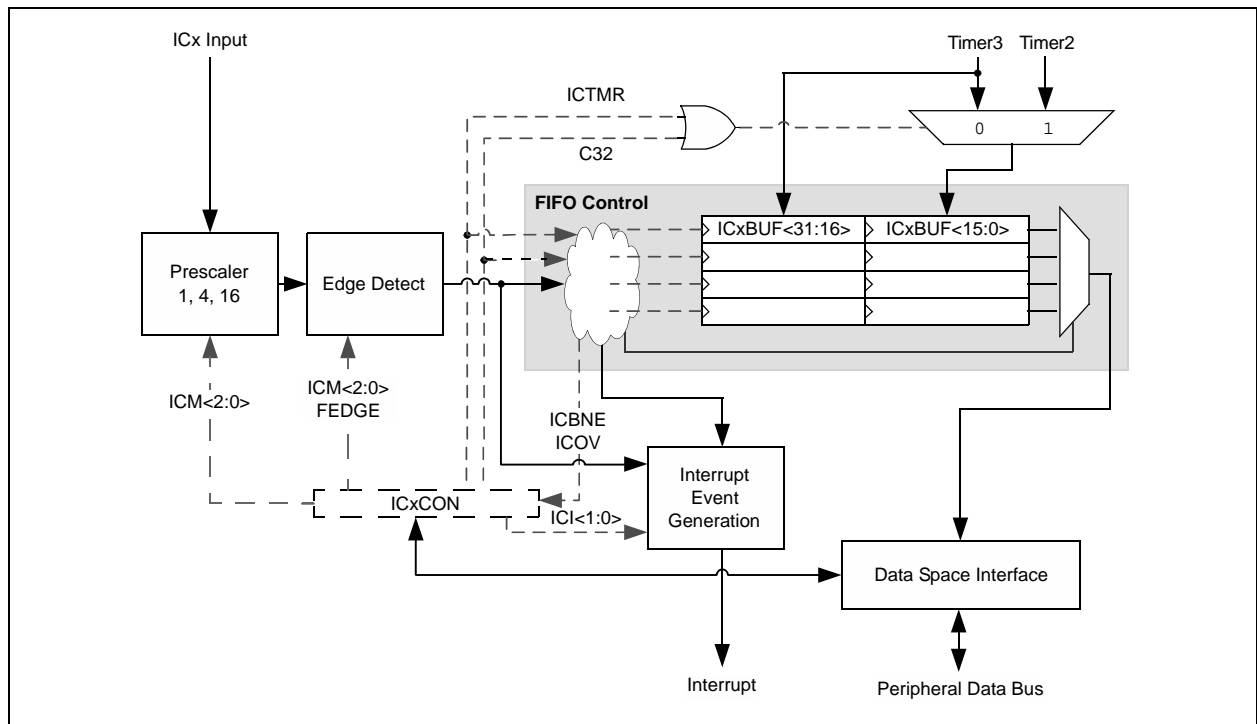 ICx Input
Timer3 Timer2
ICTMR
0 1
C32
FIFO Control
ICxBUF<31:16> ICxBUF<15:0>
Prescaler
1, 4, 16
Edge Detect
ICM<2:0>
ICM<2:0>
FEDGE
ICBNE
ICOV
Interrupt
Event
Generation
ICxCON
ICI<1:0>
Data Space Interface
Interrupt
Peripheral Data Bus